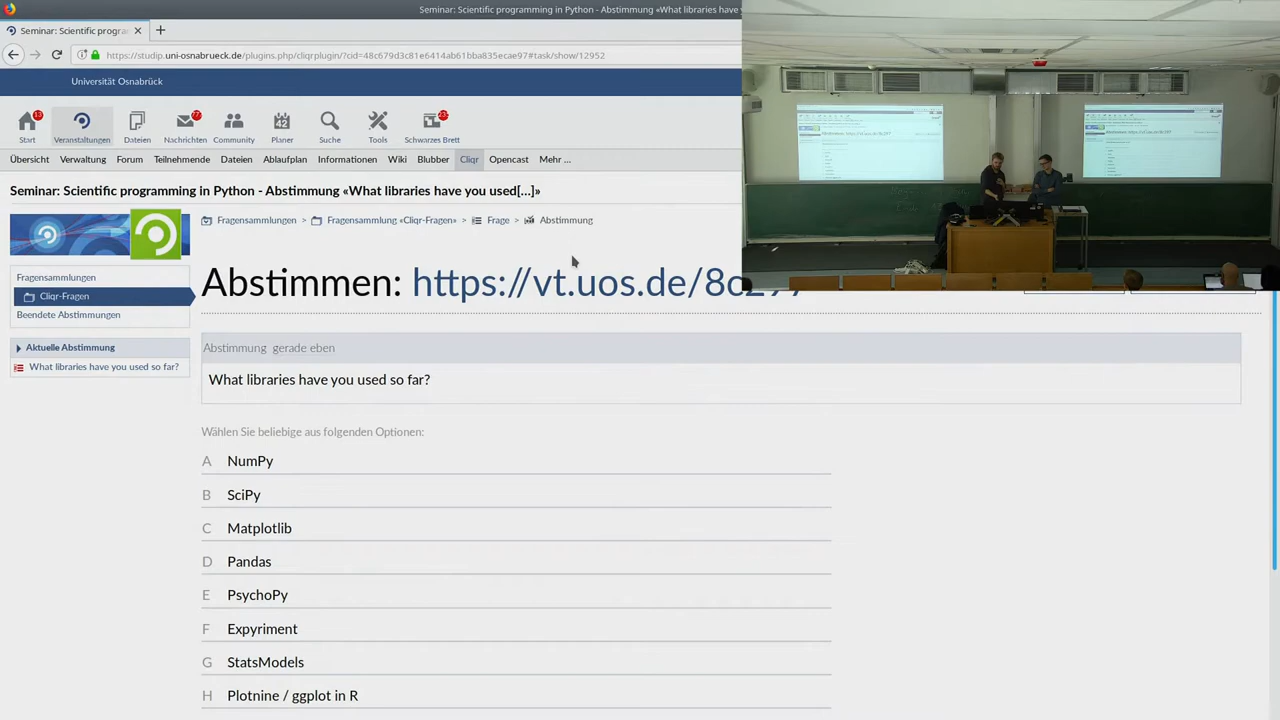 Seminar: Scientific programming in Python - Abstimmung «What libraries have you
Seminar: Scientific progra
https://studip.uni-osnabrueck.de/plugins.php/cliqrplugin/?cid=48c679d3c81e6414ab61bba835ecae97#task/show/12952
Universität Osnabrück
13
77
Start
Veranstaltungen
Nachrichten
Community
Planer
Suche
Tools
Schwarzes Brett
Übersicht
Verwaltung
Forum
Teilnehmende
Dateien
Ablaufplan
Informationen
Wiki
Blubber
Cliqr
Opencast
Mehr...
Seminar: Scientific programming in Python - Abstimmung «What libraries have you used[...]»
Fragensammlungen > Fragensammlung «Cliqr-Fragen» > Frage > Abstimmung
Fragensammlungen
Cliqr-Fragen
Beendete Abstimmungen
Aktuelle Abstimmung
What libraries have you used so far?
Abstimmen: https://vt.uos.de/
Abstimmung gerade eben
What libraries have you used so far?
Wählen Sie beliebige aus folgenden Optionen:
A NumPy
B SciPy
C Matplotlib
D Pandas
E PsychoPy
F Expyriment
G StatsModels
H Plotnine / ggplot in R